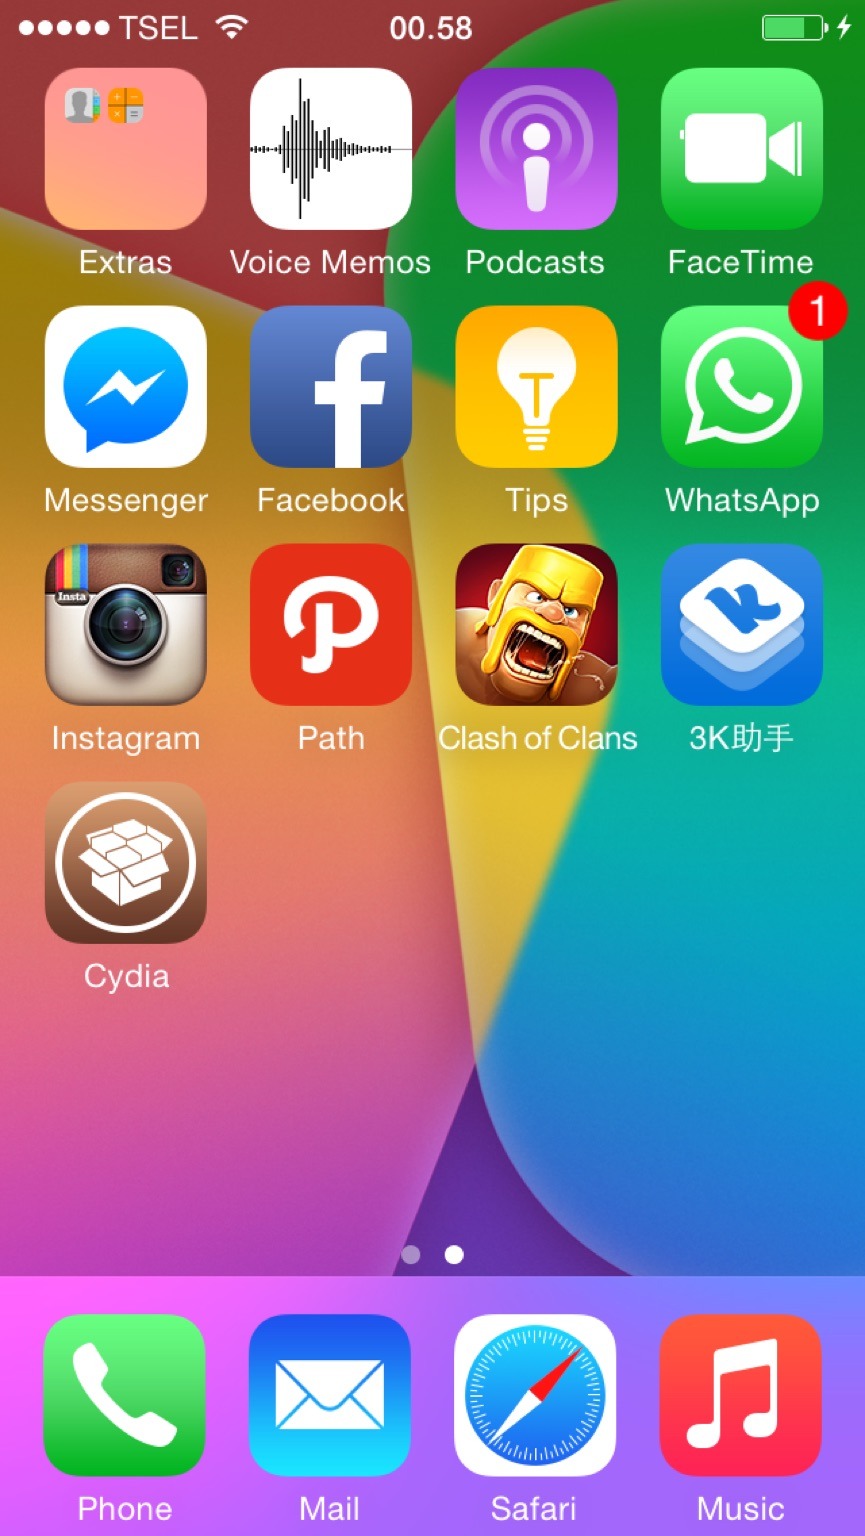 TSEL 00.58
Extras Voice Memos Podcasts FaceTime
1
Messenger Facebook Tips WhatsApp
Insta
Instagram Path Clash of Clans 3K助手
Cydia
Phone Mail Safari Music